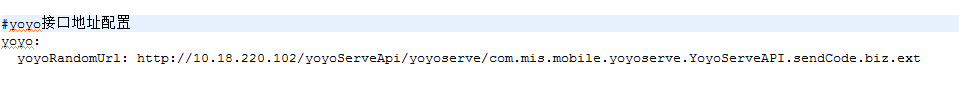 #yoyo接口地址配置
yoyo:
  yoyoRandomUrl: http://10.18.220.102/yoyoServeApi/yoyoserve/com.mis.mobile.yoyoserve.YoyoServeAPI.sendCode.biz.ext